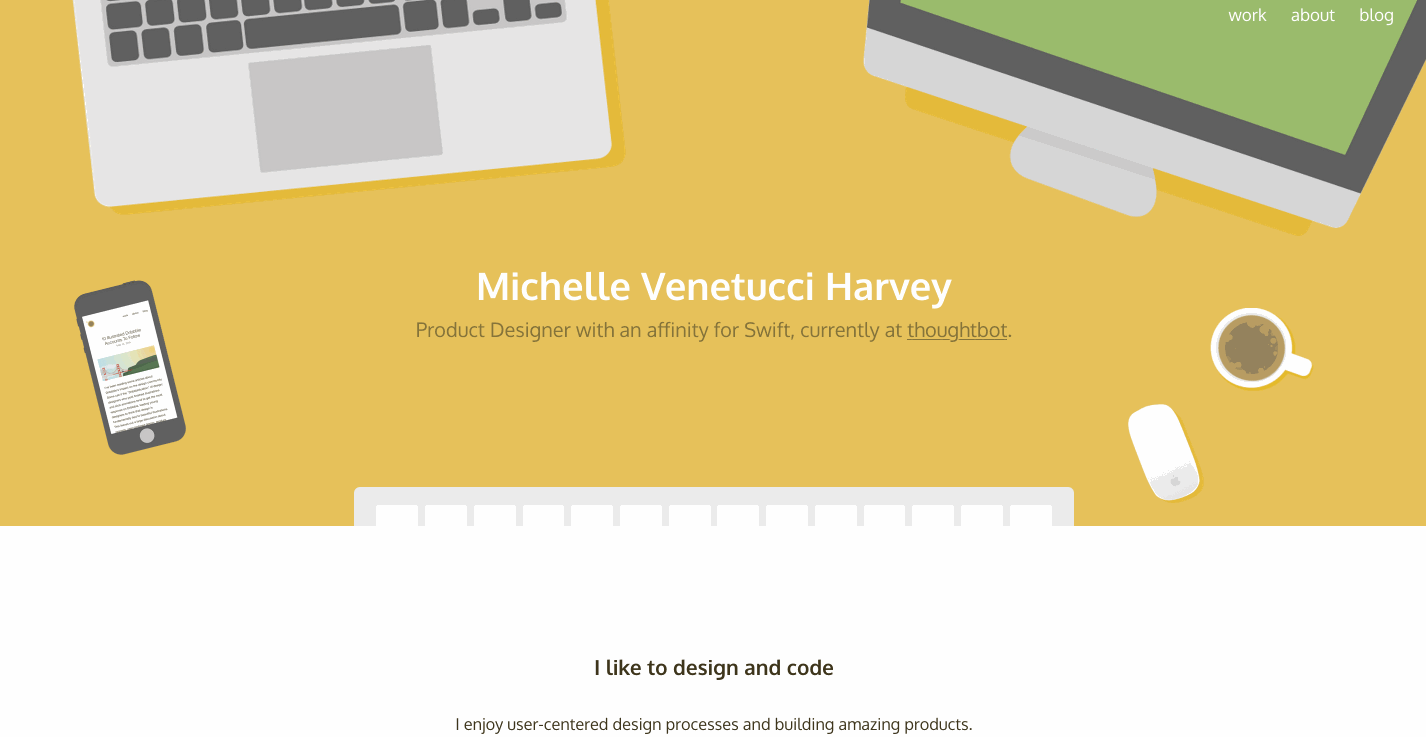 work about blog
Michelle Venetucci Harvey
Product Designer with an affinity for Swift, currently at thoughtbot.
I like to design and code
I enjoy user-centered design processes and building amazing products.